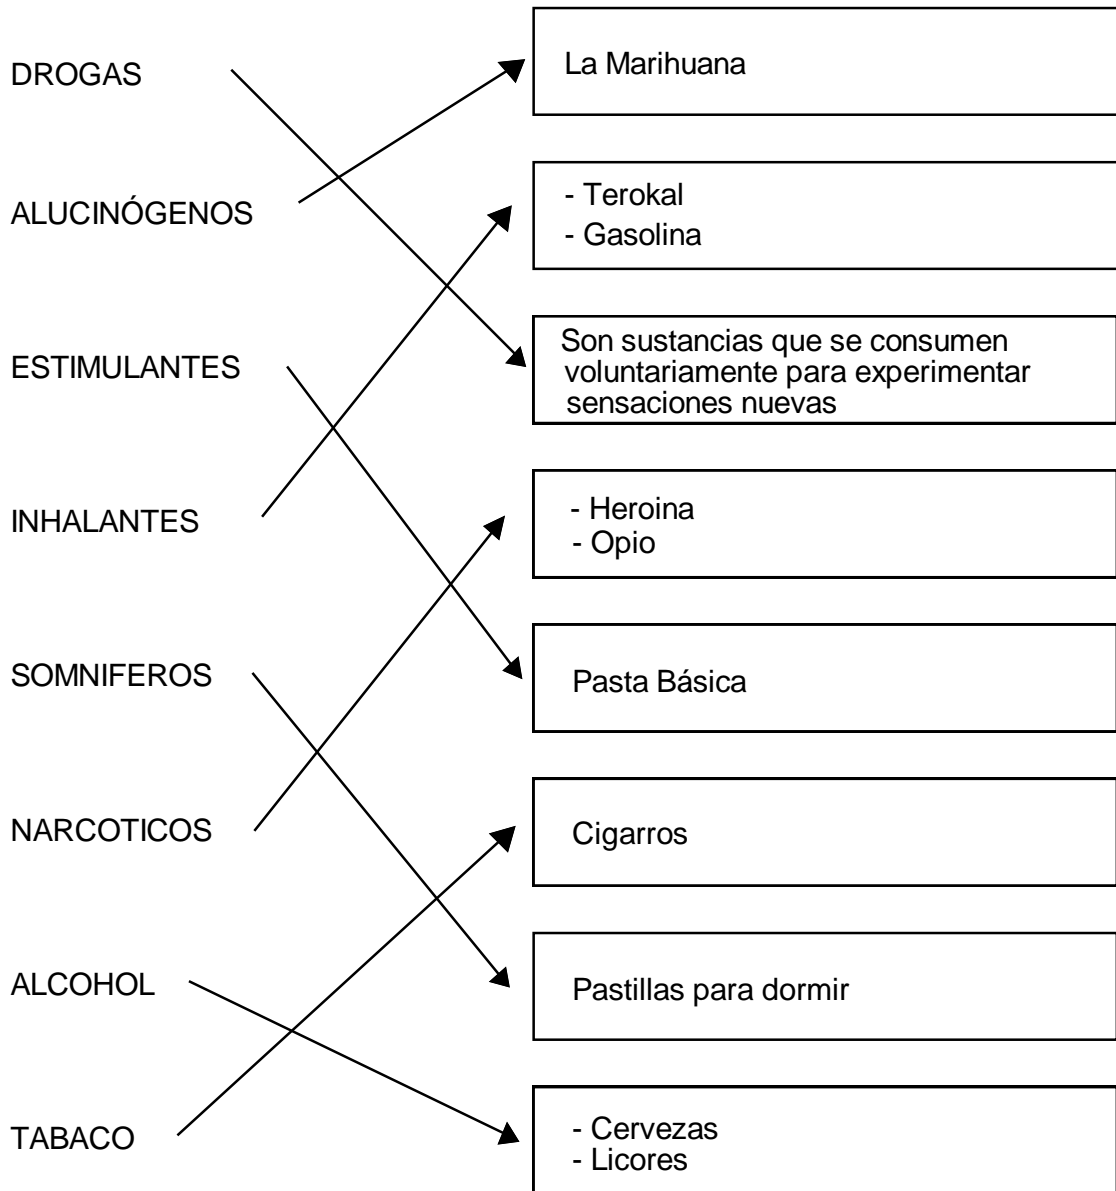 DROGAS
La Marihuana
ALUCINÓGENOS
- Terokal
- Gasolina
ESTIMULANTES
Son sustancias que se consumen
voluntariamente para experimentar
sensaciones nuevas
INHALANTES
- Heroina
- Opio
SOMNIFEROS
Pasta Básica
NARCOTICOS
Cigarros
ALCOHOL
Pastillas para dormir
TABACO
- Cervezas
- Licores